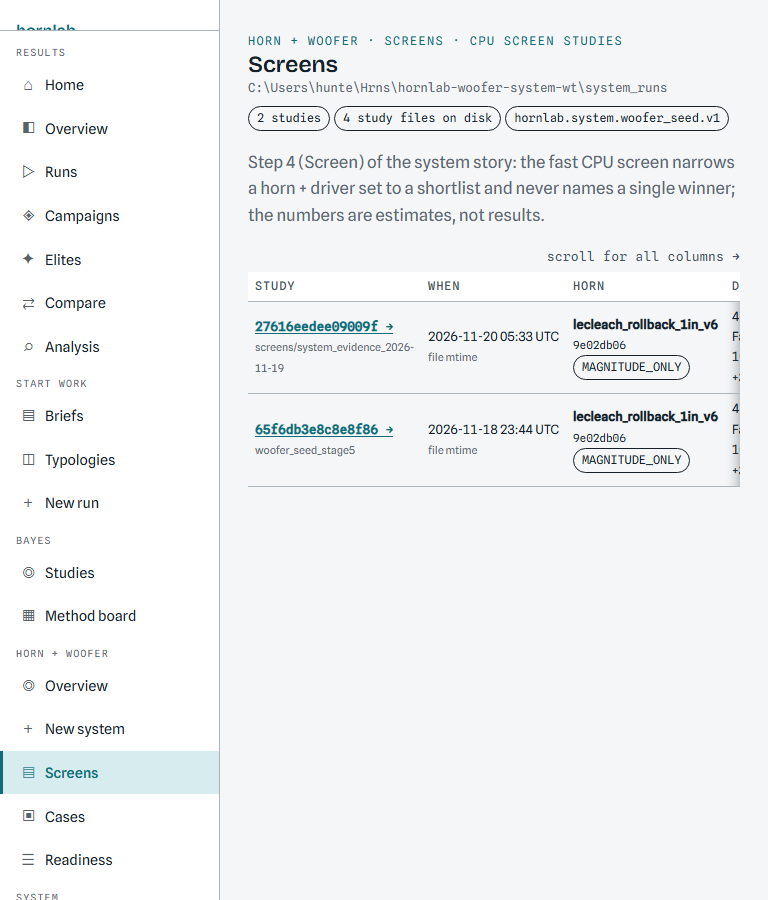 hornlab
RESULTS
Home
Overview
Runs
Campaigns
Elites
Compare
Analysis
START WORK
Briefs
Typologies
+ New run
BAYES
Studies
Method board
HORN + WOOFER
Overview
+ New system
Screens
Cases
Readiness
SYSTEM
HORN + WOOFER · SCREENS · CPU SCREEN STUDIES
Screens
C:\Users\hunte\Hrns\hornlab-woofer-system-wt\system_runs
2 studies 4 study files on disk hornlab.system.woofer_seed.v1
Step 4 (Screen) of the system story: the fast CPU screen narrows
a horn + driver set to a shortlist and never names a single winner;
the numbers are estimates, not results.
scroll for all columns →
STUDY WHEN HORN D
27616eedee09009f →
screens/system_evidence_2026-
11-19
2026-11-20 05:33 UTC
file mtime
lecleach_rollback_1in_v6
9e02db06
MAGNITUDE_ONLY
65f6db3e8c8e8f86 →
woofer_seed_stage5
2026-11-18 23:44 UTC
file mtime
lecleach_rollback_1in_v6
9e02db06
MAGNITUDE_ONLY